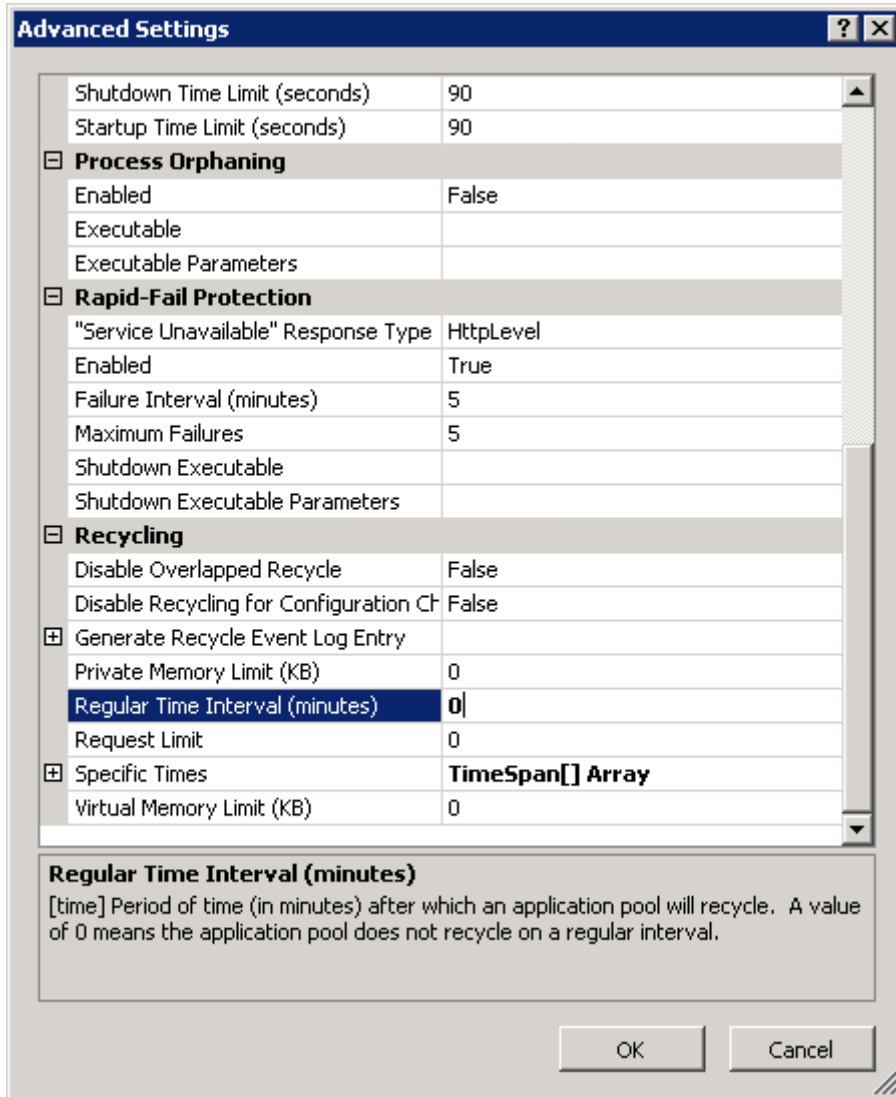 Advanced Settings
Shutdown Time Limit (seconds) 90
Startup Time Limit (seconds) 90
Process Orphaning
Enabled False
Executable
Executable Parameters
Rapid-Fail Protection
"Service Unavailable" Response Type HttpLevel
Enabled True
Failure Interval (minutes) 5
Maximum Failures 5
Shutdown Executable
Shutdown Executable Parameters
Recycling
Disable Overlapped Recycle False
Disable Recycling for Configuration Ch False
Generate Recycle Event Log Entry
Private Memory Limit (KB) 0
Regular Time Interval (minutes) 0
Request Limit 0
Specific Times TimeSpan[] Array
Virtual Memory Limit (KB) 0
Regular Time Interval (minutes)
[time] Period of time (in minutes) after which an application pool will recycle. A value
of 0 means the application pool does not recycle on a regular interval.
OK Cancel